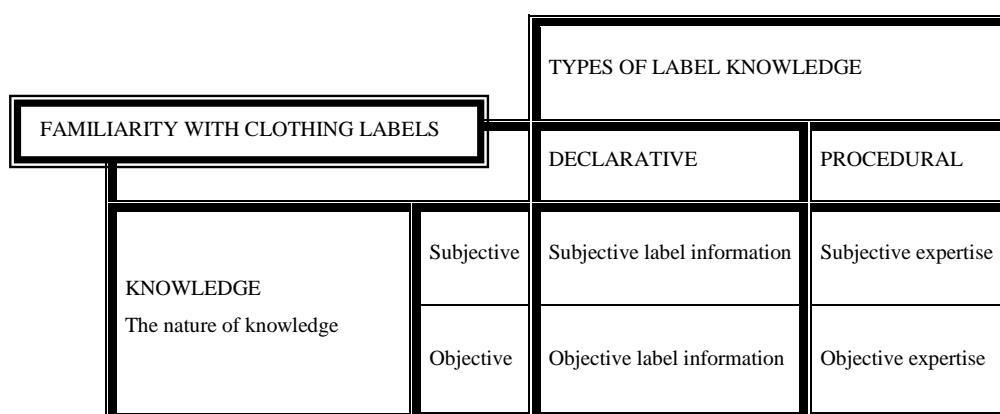 TYPES OF LABEL KNOWLEDGE
FAMILIARITY WITH CLOTHING LABELS
DECLARATIVE
PROCEDURAL
KNOWLEDGE
The nature of knowledge
Subjective
Subjective label information
Subjective expertise
Objective
Objective label information
Objective expertise